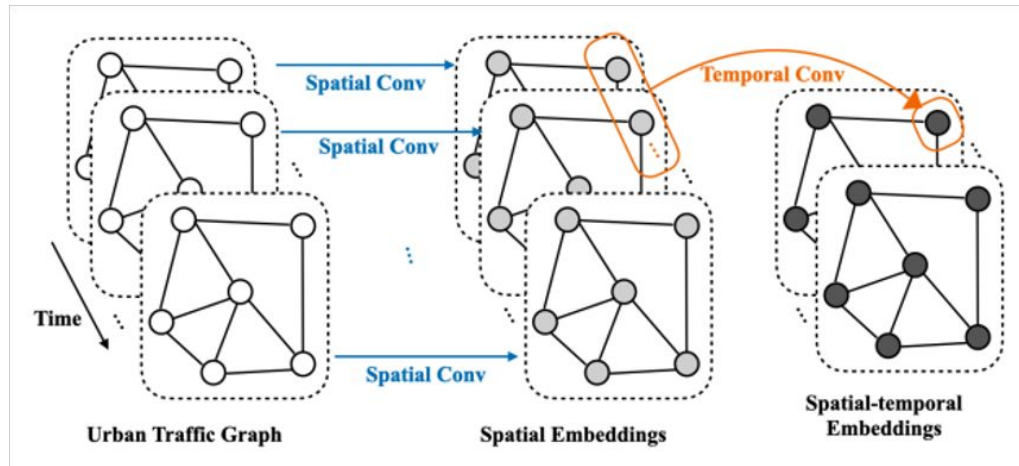 Spatial Conv
Temporal Conv
Spatial Conv
Time
Spatial Conv
Urban Traffic Graph
Spatial Embeddings
Spatial-temporal
Embeddings